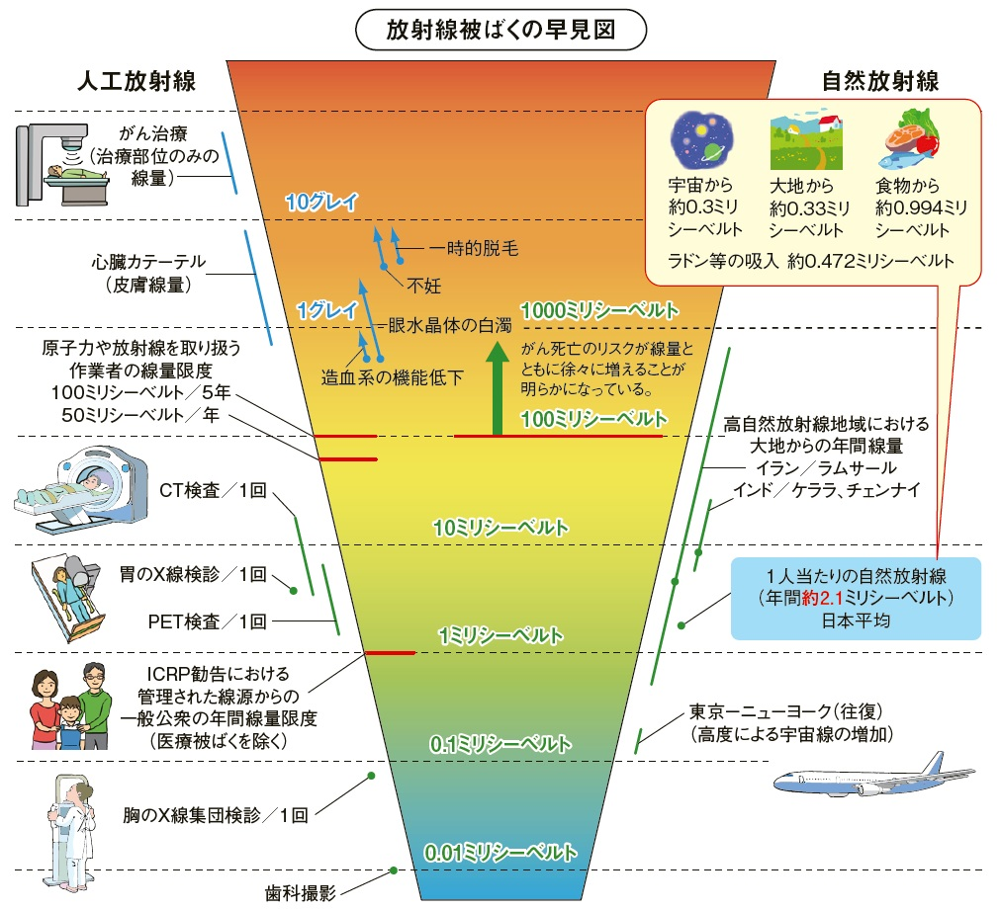 放射線被ばくの早見図
人工放射線
自然放射線
がん治療
(治療部位のみの
線量)
10グレイ
宇宙から
約0.3ミリ
シーベルト
大地から
約0.33ミリ
シーベルト
食物から
約0.994ミリ
シーベルト
ラドン等の吸入 約0.472ミリシーベルト
心臓カテーテル
(皮膚線量)
一時的脱毛
不妊
1グレイ
1000ミリシーベルト
眼水晶体の白濁
造血系の機能低下
がん死亡のリスクが線量と
ともに徐々に増えることが
明らかになっている。
原子力や放射線を取り扱う
作業者の線量限度
100ミリシーベルト/5年
50ミリシーベルト/年
100ミリシーベルト
高自然放射線地域における
大地からの年間線量
イラン/ラムサール
インド/ケララ、チェンナイ
CT検査/1回
10ミリシーベルト
胃のX線検診/1回
PET検査/1回
1人当たりの自然放射線
(年間約2.1ミリシーベルト)
日本平均
1ミリシーベルト
ICRP勧告における
管理された線源からの
一般公衆の年間線量限度
(医療被ばくを除く)
東京ーニューヨーク(往復)
(高度による宇宙線の増加)
0.1ミリシーベルト
胸のX線集団検診/1回
0.01ミリシーベルト
歯科撮影